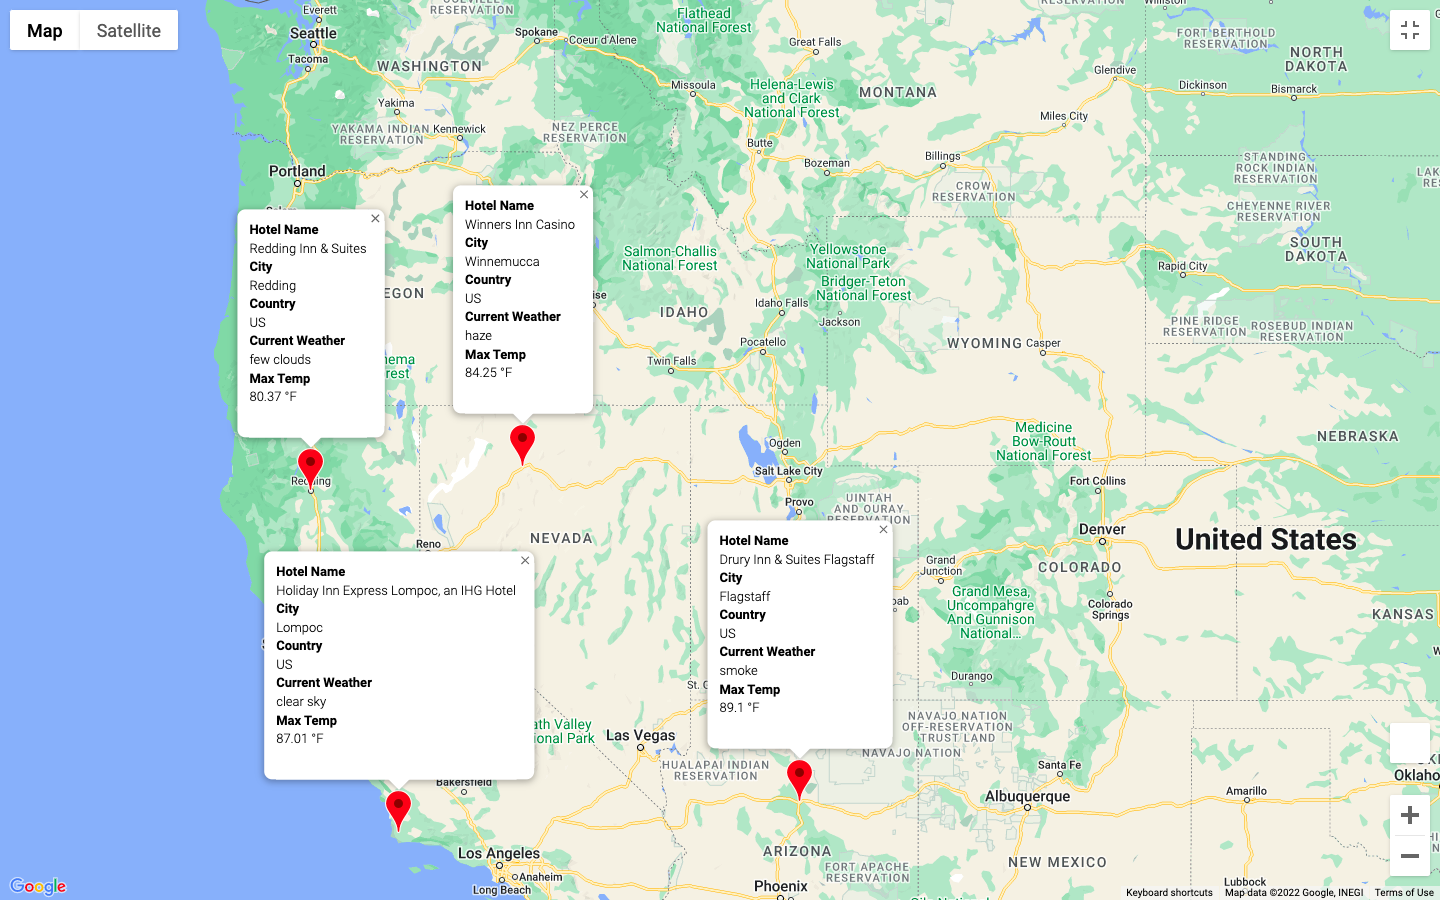 Map
Satellite
Everett
Seattle
Tacoma
WASHINGTON
Yakima
YAKAMA INDIAN
RESERVATION
Kennewick
Spokane
Coeur d'Alene
RESERVATION
Flathead
National Forest
Great Falls
Missoula
Helena-Lewis
and Clark
National Forest
MONTANA
NEZ PERCE
RESERVATION
Butte
Bozeman
Billings
Miles City
Glendive
CROW
RESERVATION
RESERVATION
Williston
FORT BERTHOLD
RESERVATION
NORTH
DAKOTA
Dickinson
Bismarck
STANDING
ROCK INDIAN
RESERVATION
CHEYENNE RIVER
RESERVATION
SOUTH
DAKOTA
Rapid City
PINE RIDGE
RESERVATION
ROSEBUD INDIAN
RESERVATION
Portland
Hotel Name
Redding Inn & Suites
City
Redding
Country
US
Current Weather
few clouds
Max Temp
80.37 °F
Hotel Name
Winners Inn Casino
City
Winnemucca
Country
US
Current Weather
haze
Max Temp
84.25 °F
EGON
Salmon-Challis
National Forest
IDAHO
Yellowstone
National Park
Bridger-Teton
National Forest
Idaho Falls
Jackson
Pocatello
Twin Falls
WYOMING
Casper
Medicine
Bow-Routt
National Forest
NEBRASKA
Redding
Ogden
Salt Lake City
Provo
UINTAH
AND OURAY
RESERVATION
Fort Collins
Denver
United States
Reno
NEVADA
Grand
Junction
COLORADO
Grand Mesa,
Uncompahgre
And Gunnison
National...
Colorado
Springs
KANSAS
Durango
Hotel Name
Holiday Inn Express Lompoc, an IHG Hotel
City
Lompoc
Country
US
Current Weather
clear sky
Max Temp
87.01 °F
Hotel Name
Drury Inn & Suites Flagstaff
City
Flagstaff
Country
US
Current Weather
smoke
Max Temp
89.1 °F
ath Valley
ional Park
Las Vegas
HUALAPAI INDIAN
RESERVATION
NAVAJO NATION
OFF-RESERVATION
TRUST LAND
NAVAJO NATION
Bakersfield
Santa Fe
Albuquerque
Amarillo
Oklaho
Los Angeles
Anaheim
Long Beach
ARIZONA
FORT APACHE
RESERVATION
Phoenix
NEW MEXICO
Lubbock
Google
Keyboard shortcuts
Map data ©2022 Google, INEGI
Terms of Use